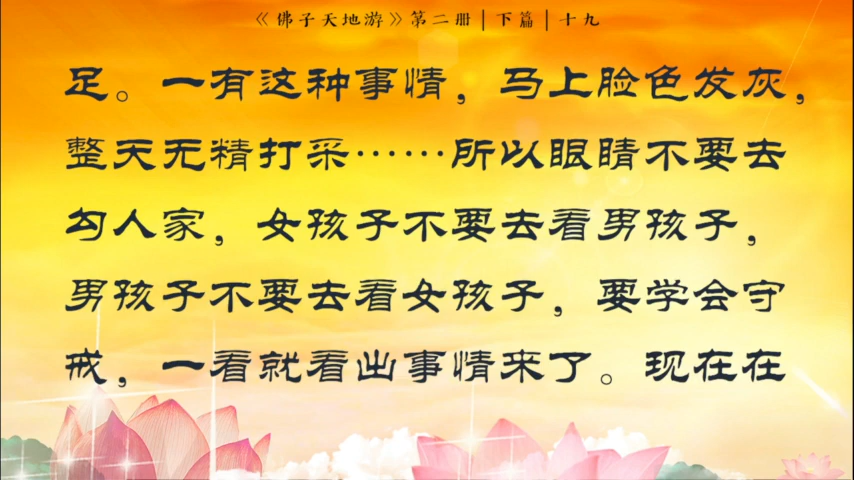 《佛子天地游》第二册|下篇|十九
足。一有这种事情，马上脸色发灰，
整天无精打采……所以眼睛不要去
勾人家，女孩子不要去看男孩子，
男孩子不要去看女孩子，要学会守
戒，一看就看出事情来了。现在在